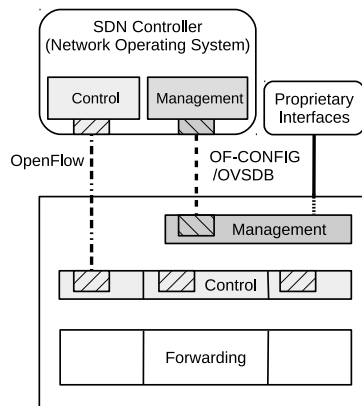 SDN Controller
(Network Operating System)
Control
Management
Proprietary
Interfaces
OpenFlow
OF-CONFIG
/OVSDB
Management
Control
Forwarding